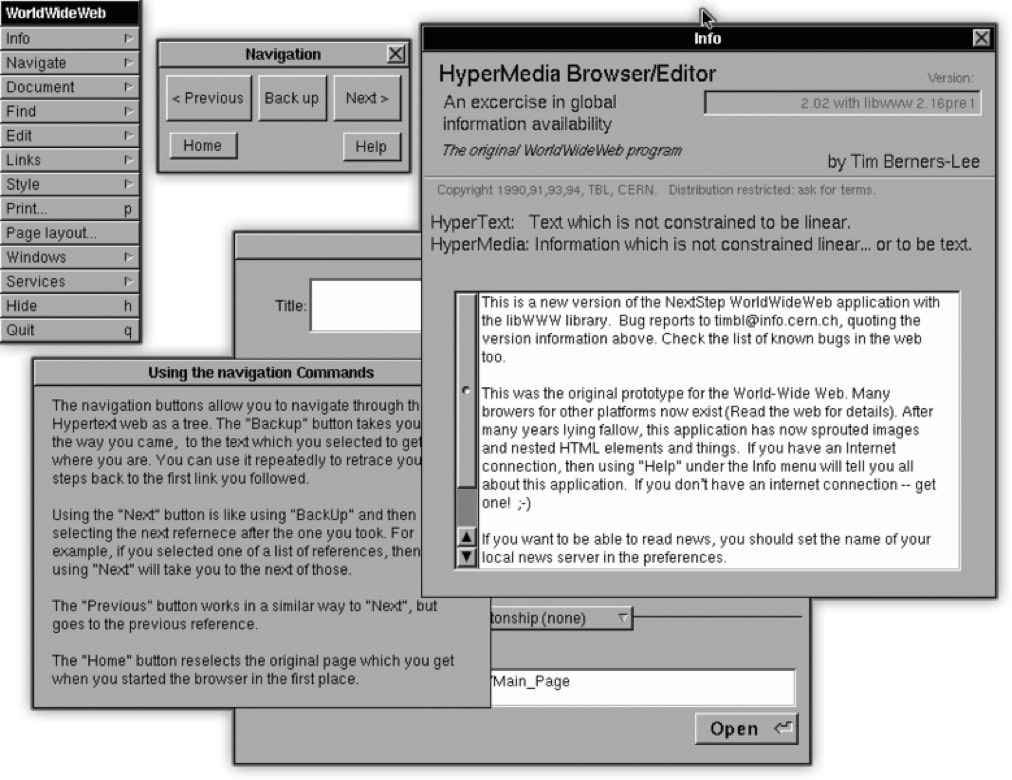 WorldWideWeb
Info
Navigate
Document
Find
Edit
Links
Style
Print... p
Page layout...
Windows
Services
Hide h
Quit q
Navigation
< Previous
Back up
Next >
Home
Help
Info
HyperMedia Browser/Editor
An excercise in global
information availability
The original WorldWideWeb program
Version:
2.02 with libwww 2.16pre1
by Tim Berners-Lee
Copyright 1990,91,93,94, TBL, CERN. Distribution restricted: ask for terms.
HyperText: Text which is not constrained to be linear.
HyperMedia: Information which is not constrained linear... or to be text.
This is a new version of the NextStep WorldWideWeb application with
the libWWW library. Bug reports to timbl@info.cern.ch, quoting the
version information above. Check the list of known bugs in the web
too.
This was the original prototype for the World-Wide Web. Many
browers for other platforms now exist (Read the web for details). After
many years lying fallow, this application has now sprouted images
and nested HTML elements and things. If you have an Internet
connection, then using "Help" under the Info menu will tell you all
about this application. If you don't have an internet connection -- get
one! ;-)
If you want to be able to read news, you should set the name of your
local news server in the preferences.
Title:
Using the navigation Commands
The navigation buttons allow you to navigate through th
Hypertext web as a tree. The "Backup" button takes you
the way you came, to the text which you selected to get
where you are. You can use it repeatedly to retrace you
steps back to the first link you followed.
Using the "Next" button is like using "BackUp" and then
selecting the next refernece after the one you took. For
example, if you selected one of a list of references, then
using "Next" will take you to the next of those.
The "Previous" button works in a similar way to "Next", but
goes to the previous reference.
The "Home" button reselects the original page which you get
when you started the browser in the first place.
tonship (none)
/Main_Page
Open